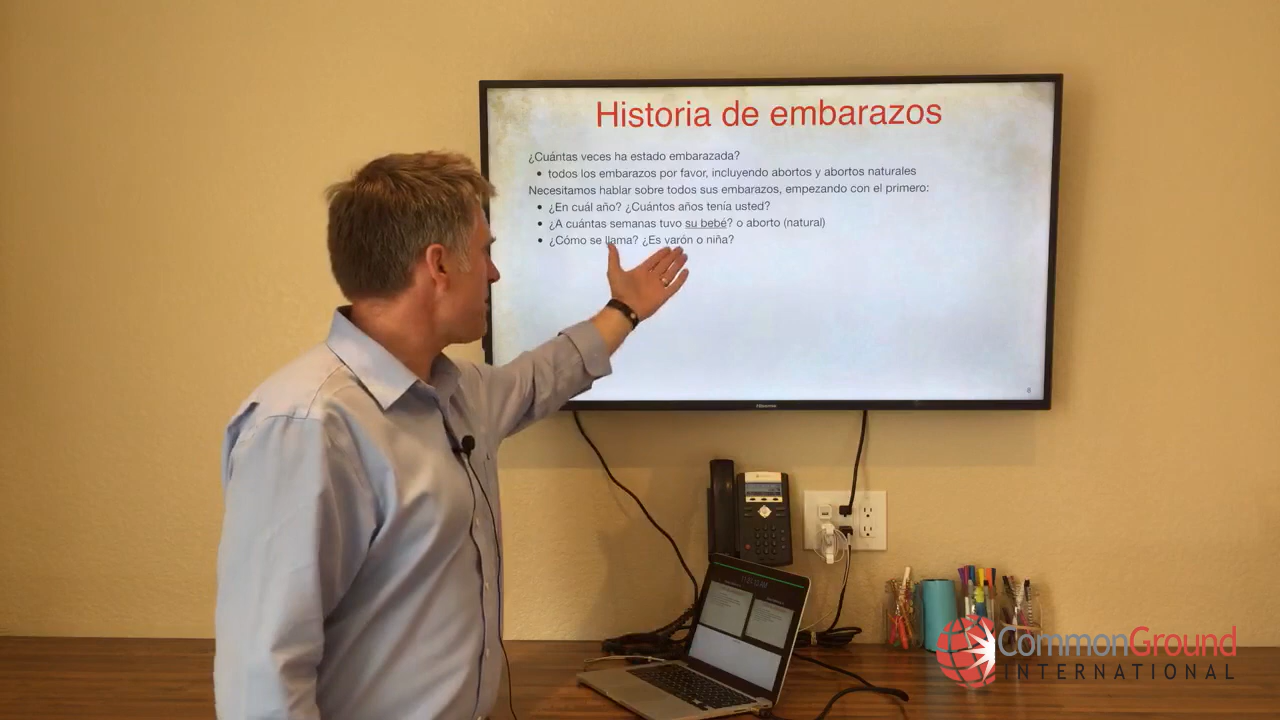 Historia de embarazos
¿Cuántas veces ha estado embarazada?
• todos los embarazos por favor, incluyendo abortos y abortos naturales
Necesitamos hablar sobre todos sus embarazos, empezando con el primero:
• ¿En cuál año? ¿Cuántos años tenía usted?
• ¿A cuántas semanas tuvo su bebé? o aborto (natural)
• ¿Cómo se llama? ¿Es varón o niña?
Hisense
CommonGround
INTERNATIONAL